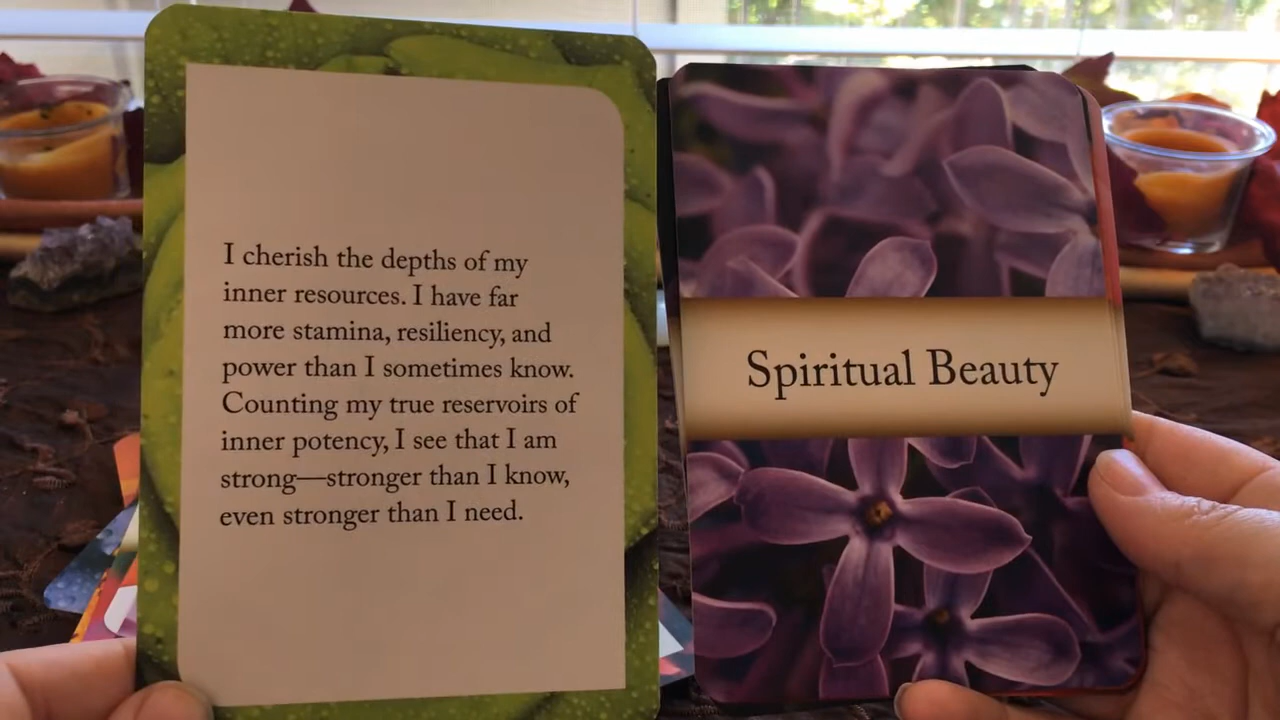 I cherish the depths of my
inner resources. I have far
more stamina, resiliency, and
power than I sometimes know.
Counting my true reservoirs of
inner potency, I see that I am
strong—stronger than I know,
even stronger than I need.
Spiritual Beauty